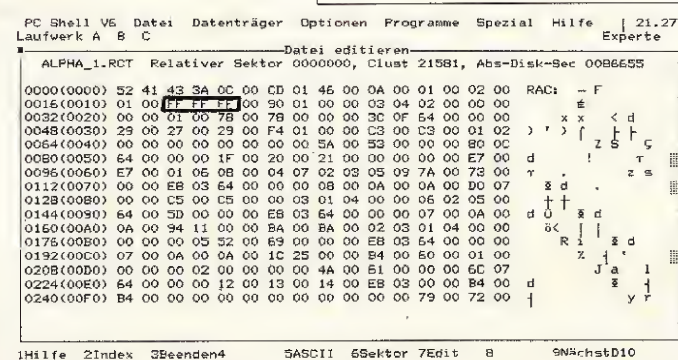 PC Shell V6 Datei Datenträger Optionen Programme Spezial Hilfe | 21.27
Laufwerk A B C Experte
Datei editieren
ALPHA_1.RCT Relativer Sektor 0000000, Clust 21581, Abs-Disk-Sec 0086655
0000(0000) 52 41 43 3A 0C 00 CD 01 46 00 0A 00 01 00 02 00 RAC: F
0016(0010) 01 00 FF FF FF 00 90 01 00 00 03 04 02 00 00 00
0032(0020) 00 00 01 00 78 00 78 00 00 00 3C 0F 64 00 00 00 x x < d
0048(0030) 29 00 27 00 29 00 F4 01 00 00 C3 00 C3 00 01 02 ) ' )
0064(0040) 00 00 00 00 00 00 00 00 5A 00 53 00 00 00 80 0C Z S Ç
0080(0050) 64 00 00 00 1F 00 20 00 21 00 00 00 00 00 E7 00 d !
0096(0060) E7 00 01 06 08 00 04 07 02 03 05 09 7A 00 73 00 z s
0112(0070) 00 00 E8 03 64 00 00 00 08 00 0A 00 0A 00 D0 07 d
0128(0080) 00 00 C5 00 C5 00 00 03 01 04 00 00 06 02 05 00
0144(0090) 64 00 5D 00 00 00 E8 03 64 00 00 00 07 00 0A 00 d d
0160(00A0) 0A 00 94 11 00 00 BA 00 BA 00 02 03 01 04 00 00 ö
0176(00B0) 00 00 05 52 00 69 00 00 00 E8 03 64 00 00 00 R i d
0192(00C0) 07 00 0A 00 0A 00 1C 25 00 00 B4 00 60 00 01 00 %
0208(00D0) 00 00 00 02 00 00 00 00 4A 00 61 00 00 00 6C 07 J a l
0224(00E0) 64 00 00 00 12 00 13 00 14 00 E8 03 00 00 B4 00 d
0240(00F0) B4 00 00 00 00 00 00 00 00 00 00 00 79 00 72 00 y r
1Hilfe 2Index 3Beenden4 5ASCII 6Sektor 7Edit 8 9NächstD10